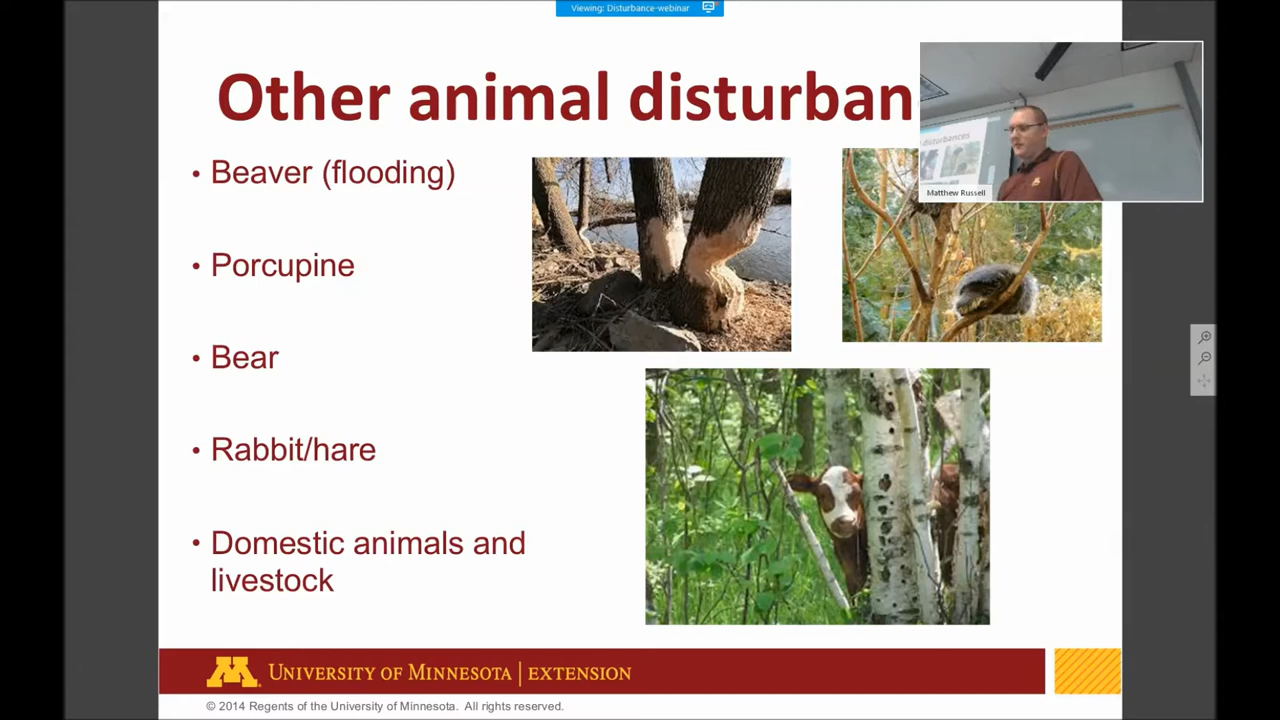 Viewing: Disturbance-webinar
Other animal disturban
disturbances
Matthew Russell
• Beaver (flooding)
• Porcupine
• Bear
• Rabbit/hare
• Domestic animals and
livestock
M UNIVERSITY OF MINNESOTA | EXTENSION
© 2014 Regents of the University of Minnesota. All rights reserved.